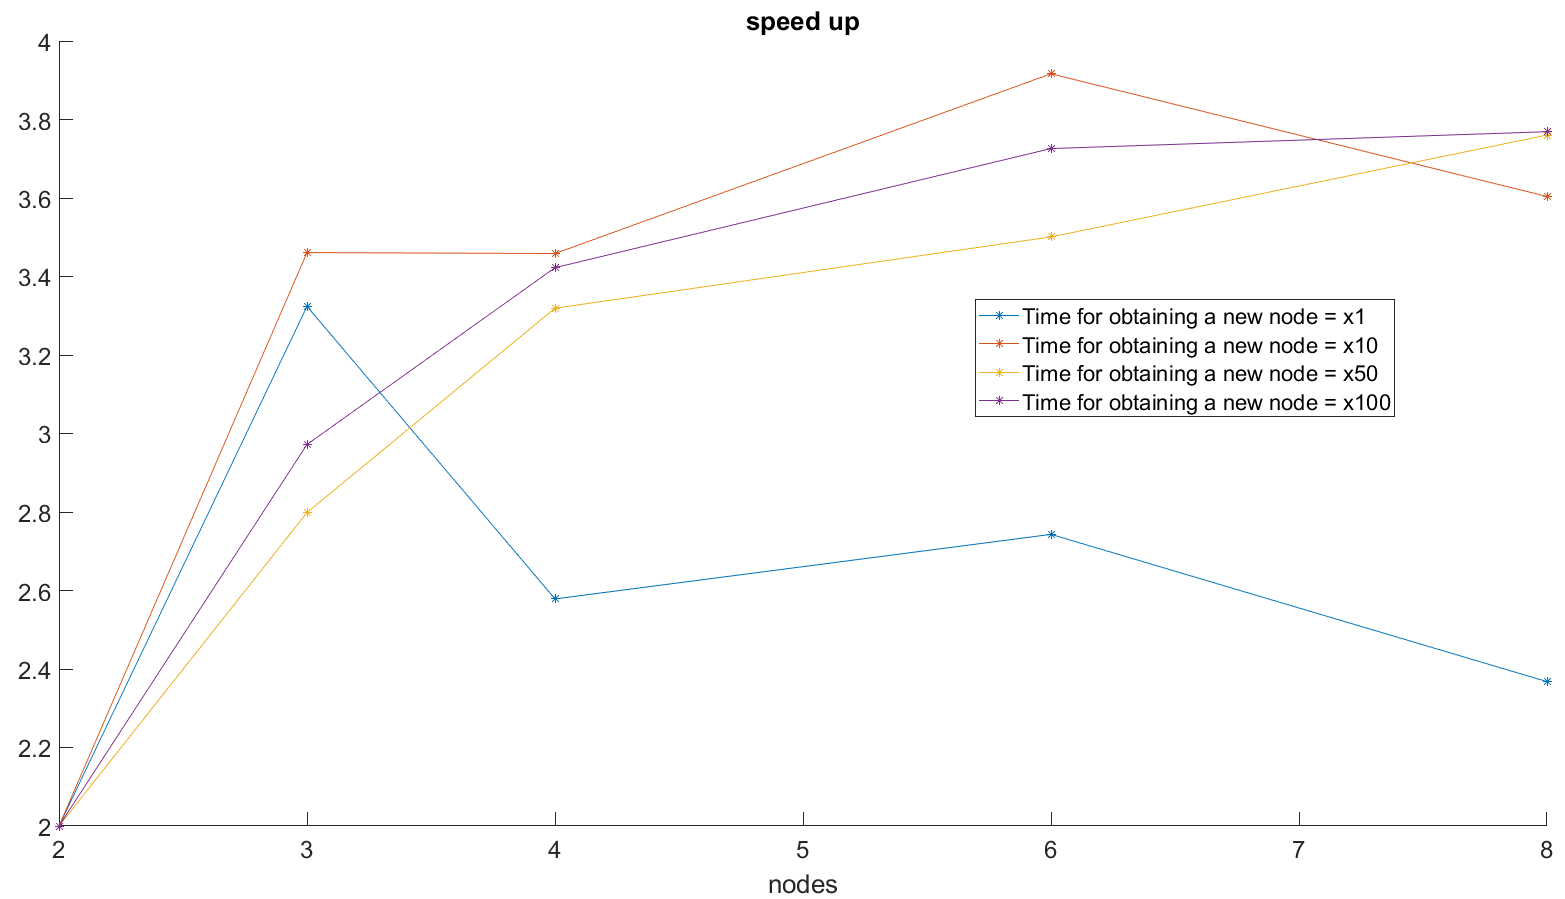 speed up
4
3.8
3.6
3.4
3.2
3
2.8
2.6
2.4
2.2
2
Time for obtaining a new node = x1
Time for obtaining a new node = x10
Time for obtaining a new node = x50
Time for obtaining a new node = x100
2 3 4 5 6 7 8
nodes